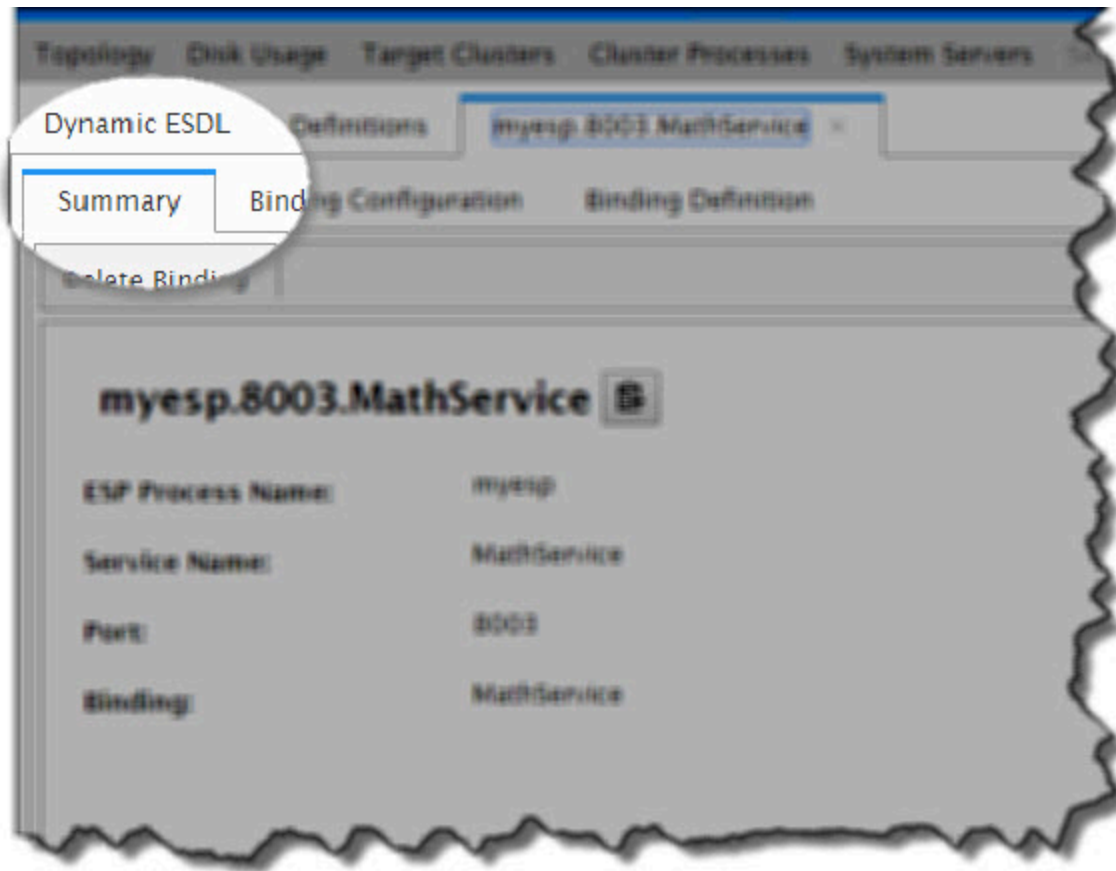 Topology Disk Usage Target Clusters Cluster Processes System Servers
Dynamic ESDL Definitions myesp.8003.MathService ×
Summary Binding Configuration Binding Definition
Delete Binding
myesp.8003.MathService
ESP Process Name: myesp
Service Name: MathService
Port: 8003
Binding: MathService